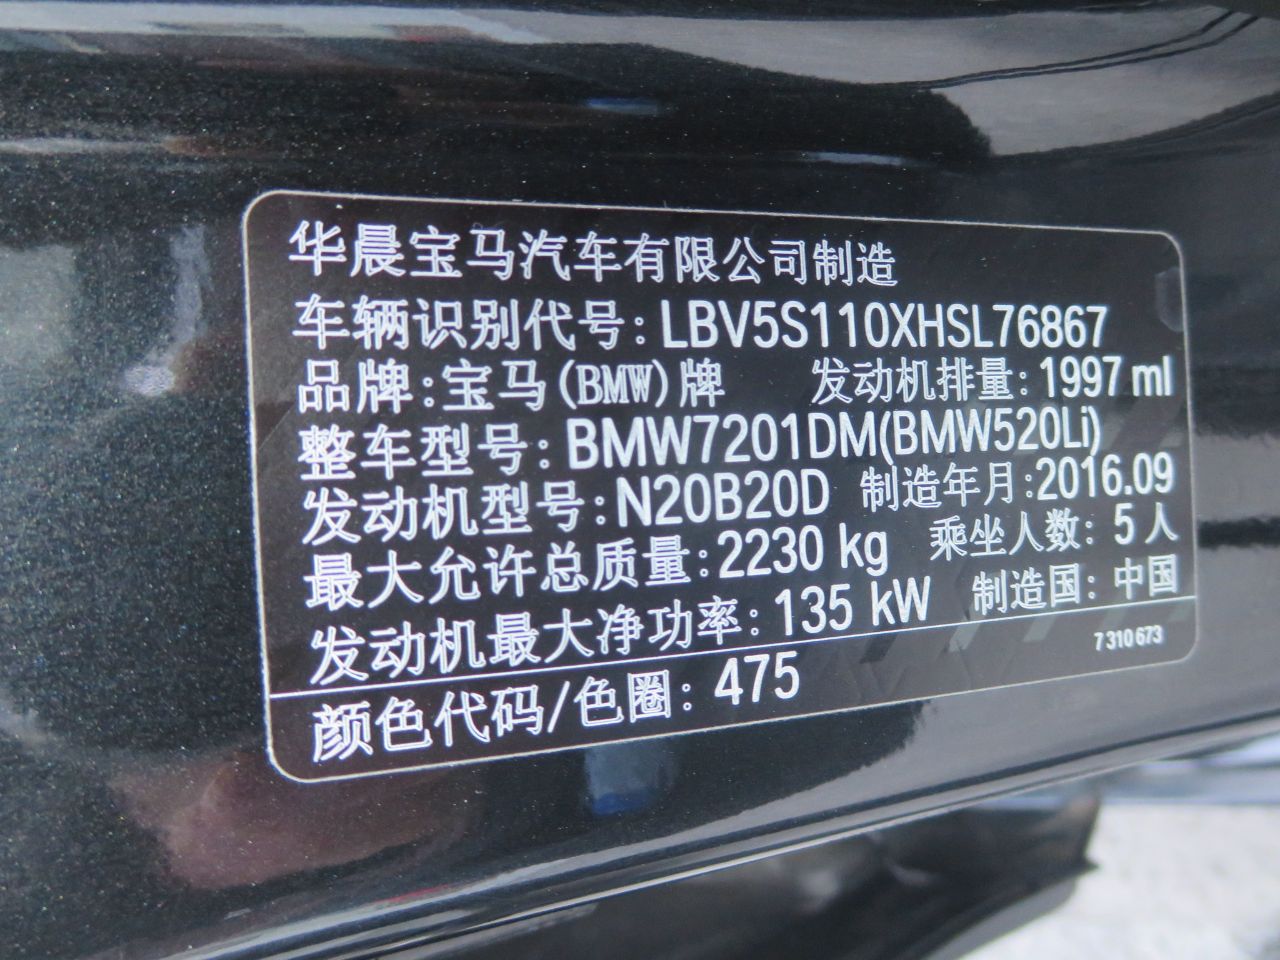 华晨宝马汽车有限公司制造
车辆识别代号:LBV5S110XHSL76867
品牌:宝马(BMW)牌 发动机排量:1997 ml
整车型号:BMW7201DM(BMW520Li)
发动机型号:N20B20D 制造年月:2016.09
最大允许总质量:2230 kg 乘坐人数:5人
发动机最大净功率:135 kW 制造国:中国
7 310 673
颜色代码/色圈:475